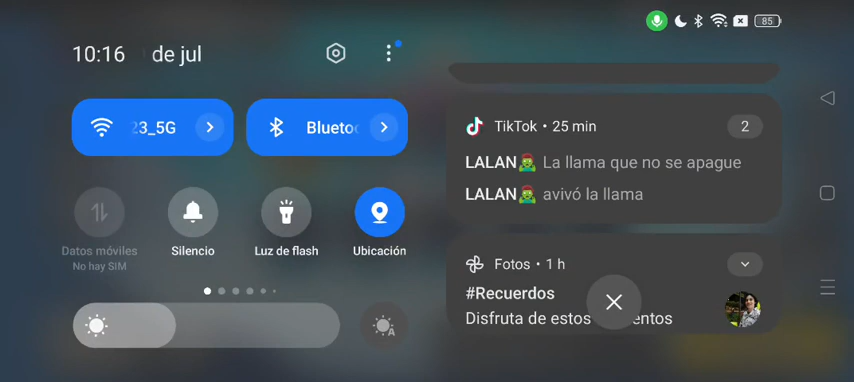 10:16 de jul
85
23_5G
Bluetoo
Datos móviles
No hay SIM
Silencio
Luz de flash
Ubicación
A
TikTok • 25 min
2
LALAN🧟‍♂️ La llama que no se apague
LALAN🧟‍♂️ avivó la llama
Fotos • 1 h
#Recuerdos
Disfruta de estos entos